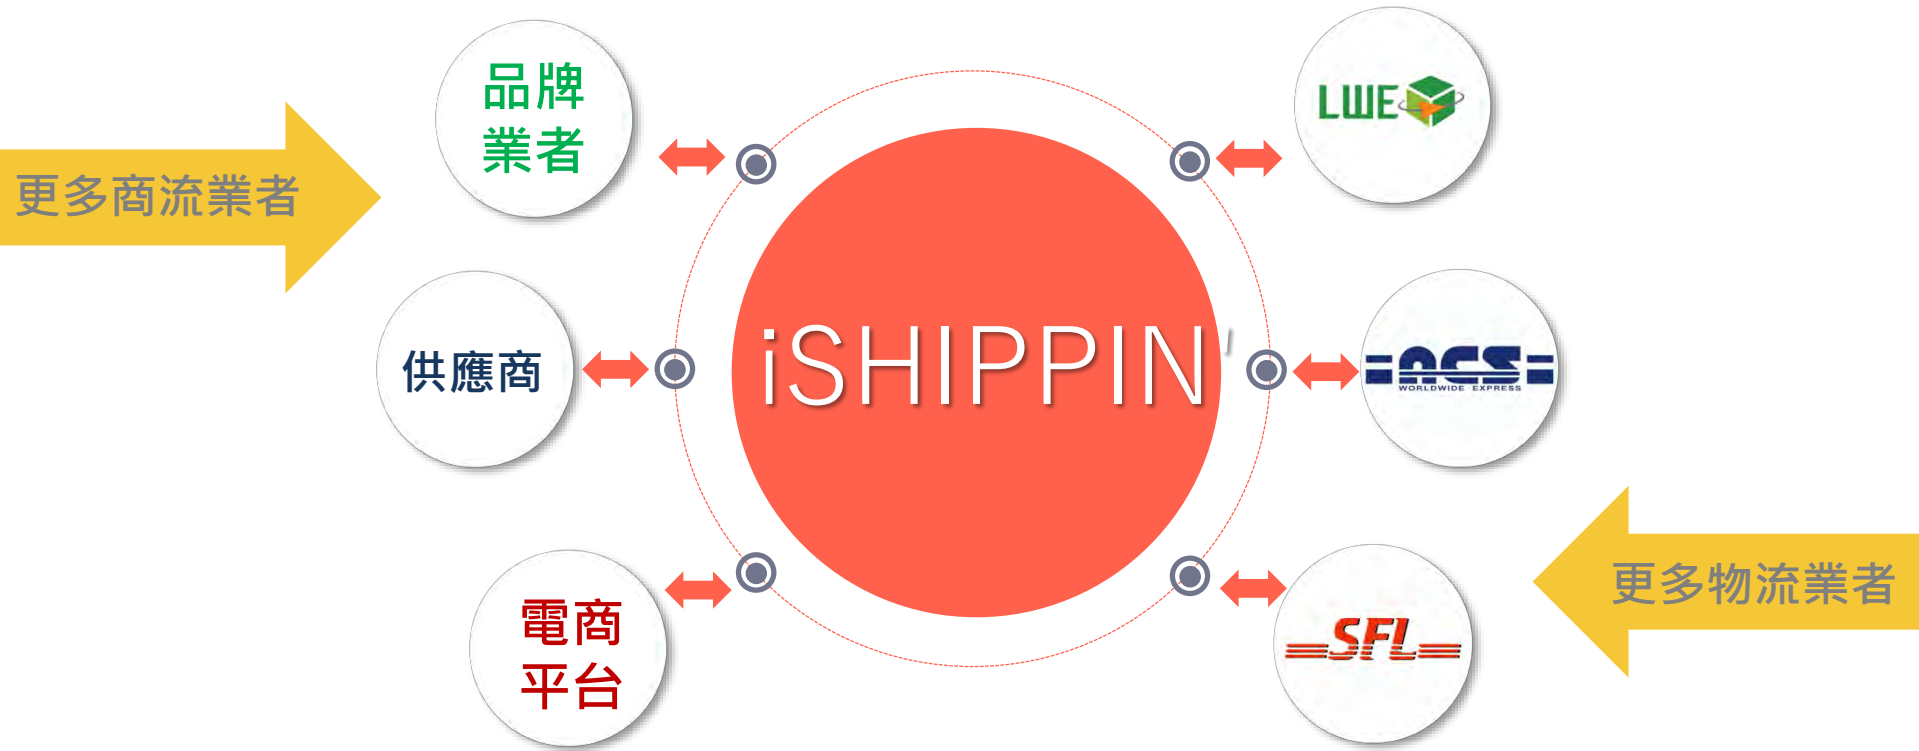 更多商流業者
品牌
業者
供應商
電商
平台
iSHIPPIN'
LWE
ACS
WORLDWIDE EXPRESS
SFL
更多物流業者